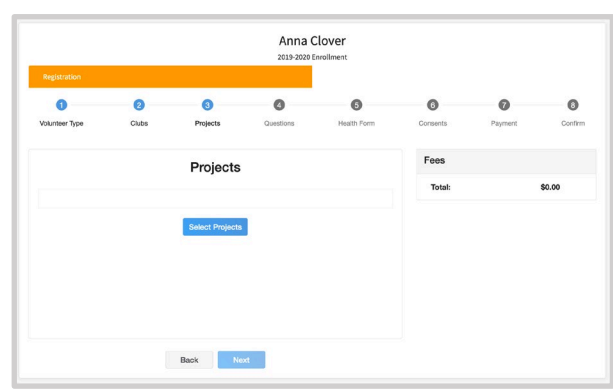 Anna Clover
2019-2020 Enrollment
Registration
1 2 3 4 5 6 7 8
Volunteer Type Clubs Projects Questions Health Form Consents Payment Confirm
Projects
Select Projects
Fees
Total: $0.00
Back Next